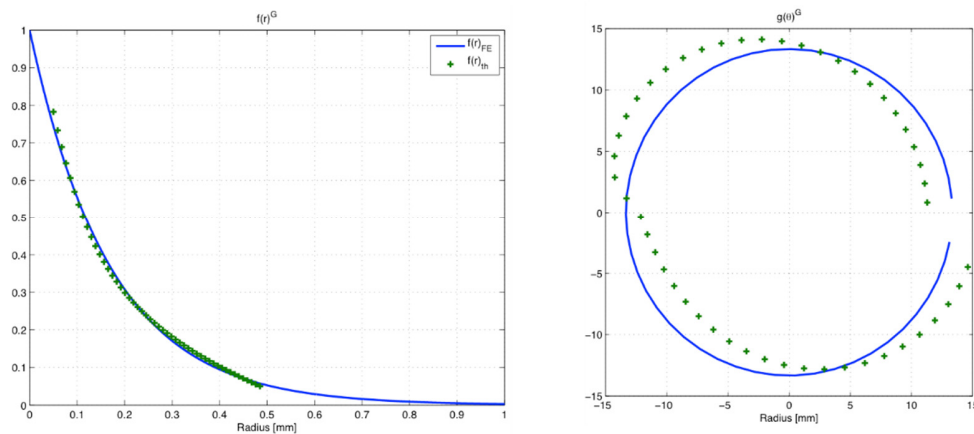 f(r)^G
1
0.9
0.8
0.7
0.6
0.5
0.4
0.3
0.2
0.1
0
0 0.1 0.2 0.3 0.4 0.5 0.6 0.7 0.8 0.9 1
Radius [mm]
f(r)_FE
f(r)_th
g(θ)^G
15
10
5
0
−5
−10
−15
−15 −10 −5 0 5 10 15
Radius [mm]